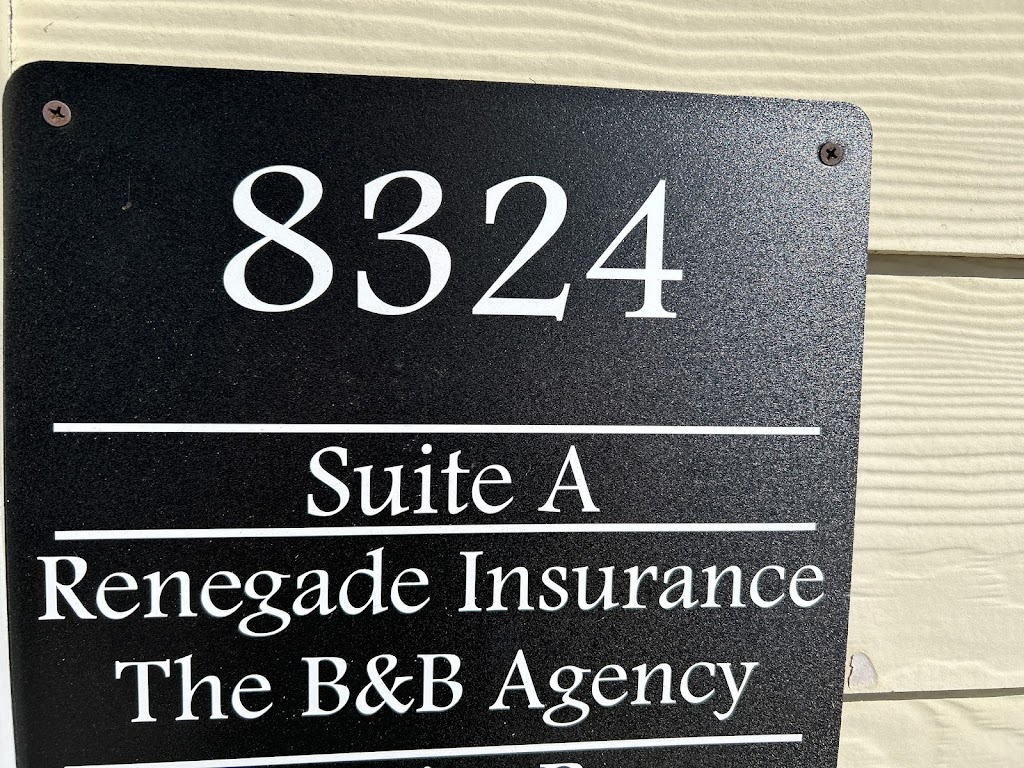 8324
Suite A
Renegade Insurance
The B&B Agency